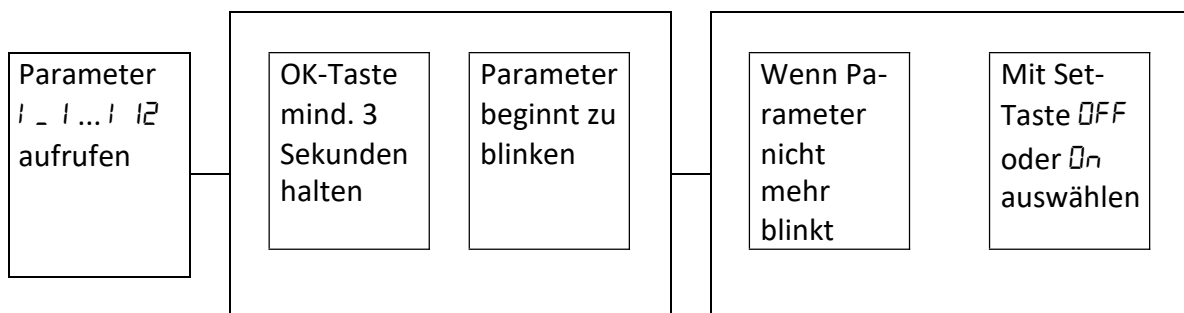 Parameter
1 _ 1 ... 1 12
aufrufen
OK-Taste
mind. 3
Sekunden
halten
Parameter
beginnt zu
blinken
Wenn Pa-
rameter
nicht
mehr
blinkt
Mit Set-
Taste OFF
oder On
auswählen